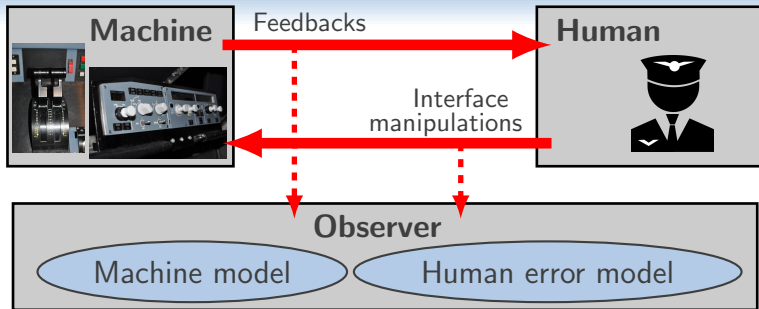 Machine
Feedbacks
Human
Interface
manipulations
Observer
Machine model
Human error model